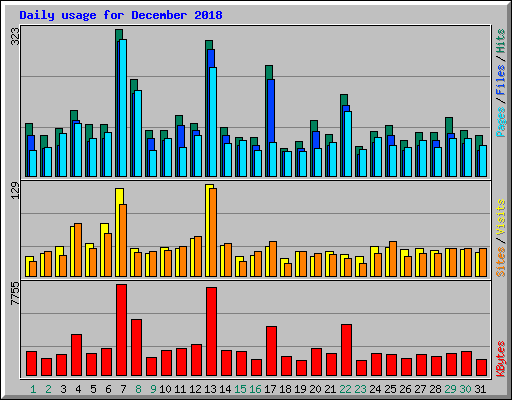 Daily usage for December 2018
323
Pages / Files / Hits
129
Sites / Visits
7755
KBytes
1 2 3 4 5 6 7 8 9 10 11 12 13 14 15 16 17 18 19 20 21 22 23 24 25 26 27 28 29 30 31